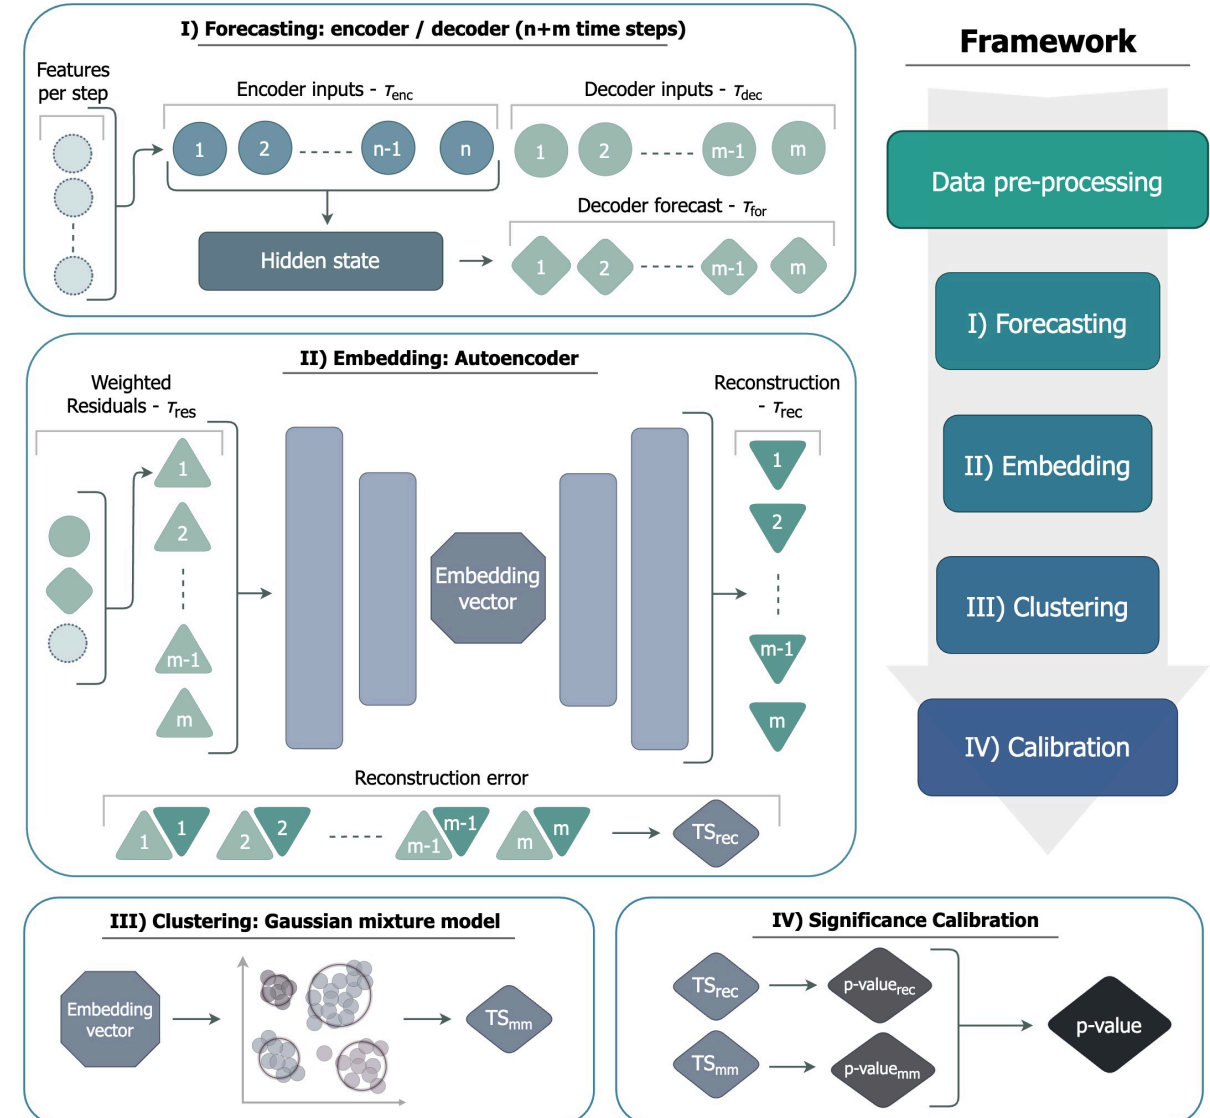 I) Forecasting: encoder / decoder (n+m time steps)
Features
per step
Encoder inputs - τenc
Decoder inputs - τdec
1 2 n-1 n
1 2 m-1 m
Decoder forecast - τfor
Hidden state
1 2 m-1 m
II) Embedding: Autoencoder
Weighted
Residuals - τres
Reconstruction
- τrec
1
2
m-1
m
Embedding
vector
1
2
m-1
m
Reconstruction error
1 1 2 2 m-1 m-1 m m
TSrec
III) Clustering: Gaussian mixture model
Embedding
vector
TSmm
IV) Significance Calibration
TSrec
p-valuerec
TSmm
p-valuemm
p-value
Framework
Data pre-processing
I) Forecasting
II) Embedding
III) Clustering
IV) Calibration